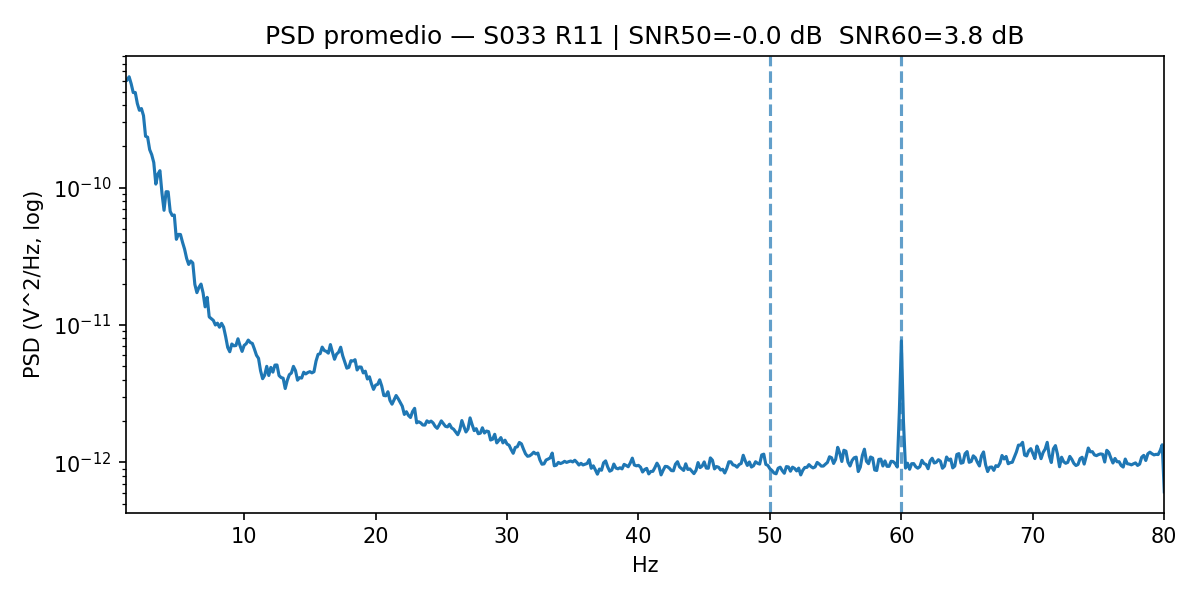 PSD promedio — S033 R11 | SNR50=-0.0 dB  SNR60=3.8 dB
PSD (V^2/Hz, log)
10⁻¹⁰
10⁻¹¹
10⁻¹²
10 20 30 40 50 60 70 80
Hz